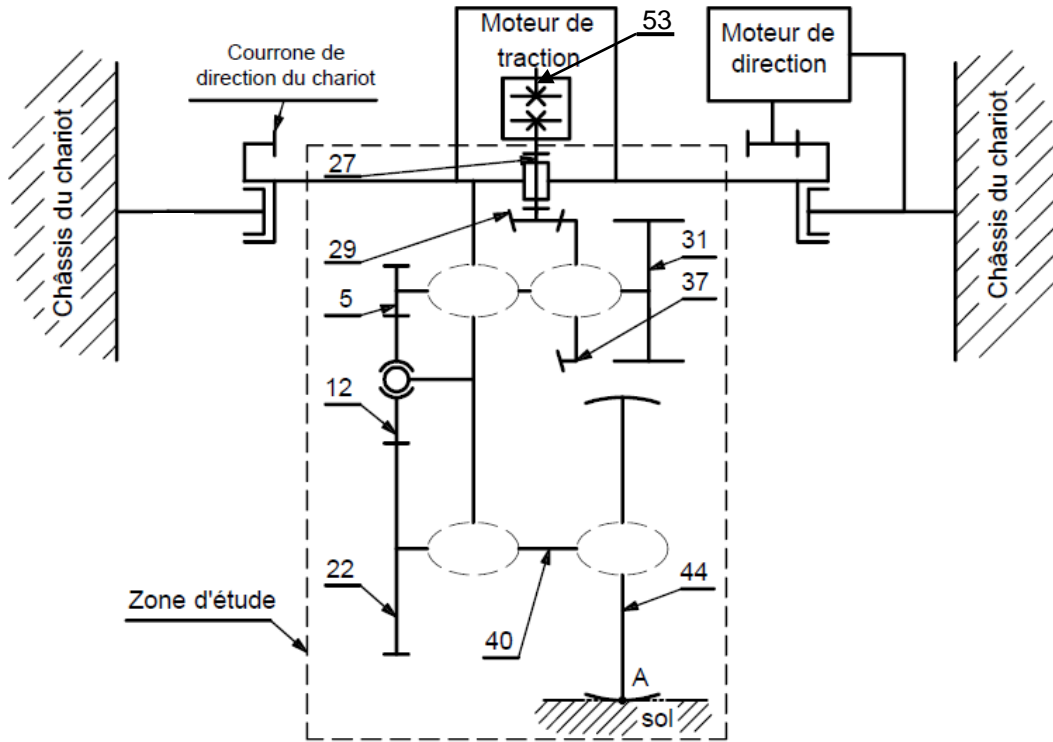 Moteur de
traction
53
Moteur de
direction
Courrone de
direction du chariot
27
Châssis du chariot
Châssis du chariot
29
31
5
37
12
22
Zone d'étude
40
44
A
sol